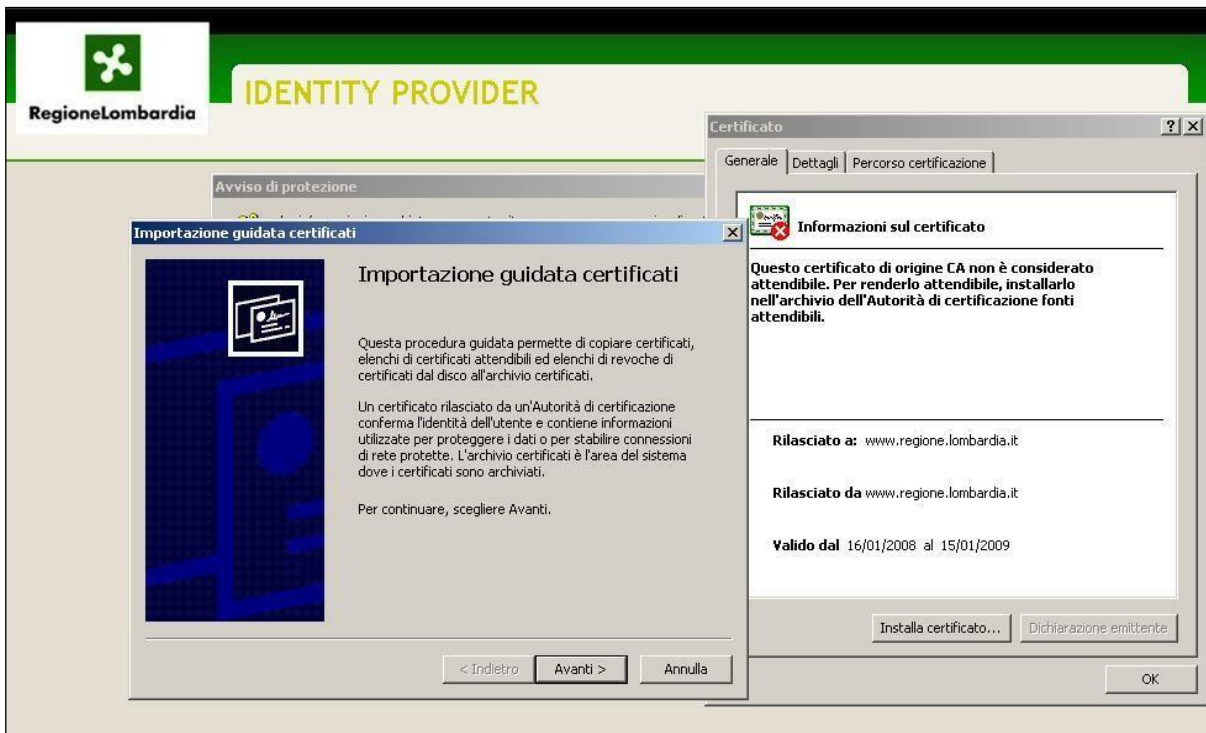 RegioneLombardia
IDENTITY PROVIDER
Avviso di protezione
Importazione guidata certificati
Importazione guidata certificati
Questa procedura guidata permette di copiare certificati,
elenchi di certificati attendibili ed elenchi di revoche di
certificati dal disco all'archivio certificati.
Un certificato rilasciato da un'Autorità di certificazione
conferma l'identità dell'utente e contiene informazioni
utilizzate per proteggere i dati o per stabilire connessioni
di rete protette. L'archivio certificati è l'area del sistema
dove i certificati sono archiviati.
Per continuare, scegliere Avanti.
< Indietro Avanti > Annulla
Certificato
Generale Dettagli Percorso certificazione
Informazioni sul certificato
Questo certificato di origine CA non è considerato
attendibile. Per renderlo attendibile, installarlo
nell'archivio dell'Autorità di certificazione fonti
attendibili.
Rilasciato a: www.regione.lombardia.it
Rilasciato da www.regione.lombardia.it
Valido dal 16/01/2008 al 15/01/2009
Installa certificato... Dichiarazione emittente
OK